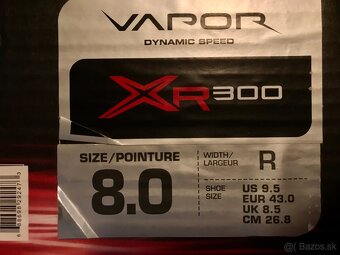 VAPOR
DYNAMIC SPEED
XR300
SIZE/POINTURE
8.0
WIDTH/
LARGEUR
R
SHOE
SIZE
US 9.5
EUR 43.0
UK 8.5
CM 26.8
Bazos.sk